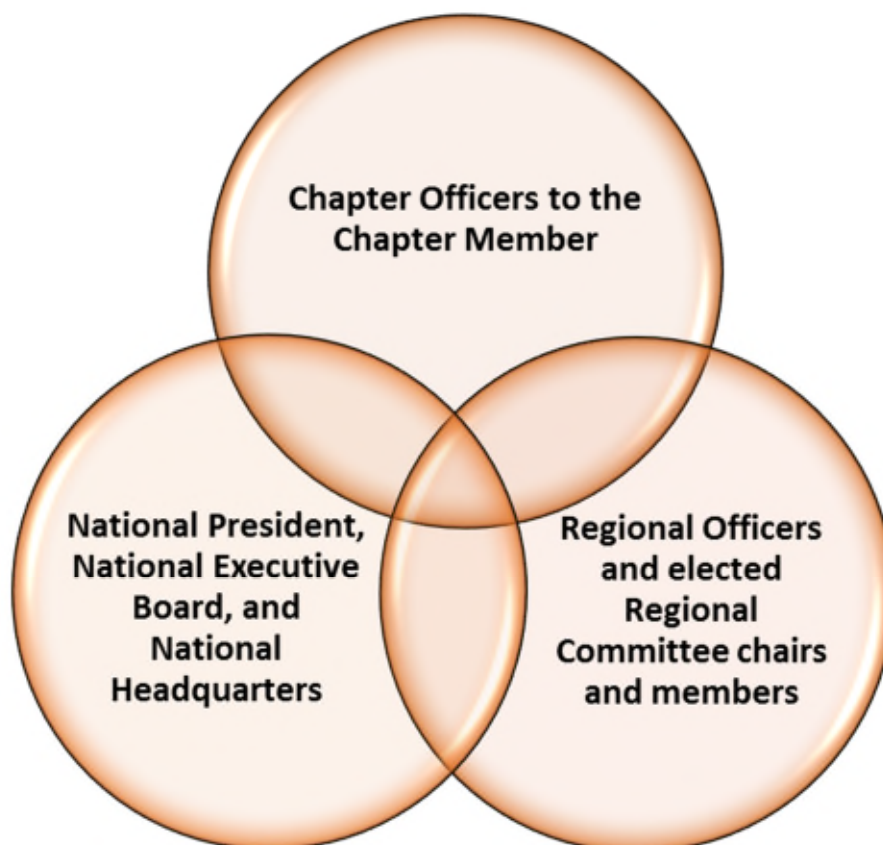 Chapter Officers to the
Chapter Member
National President,
National Executive
Board, and
National
Headquarters
Regional Officers
and elected
Regional
Committee chairs
and members